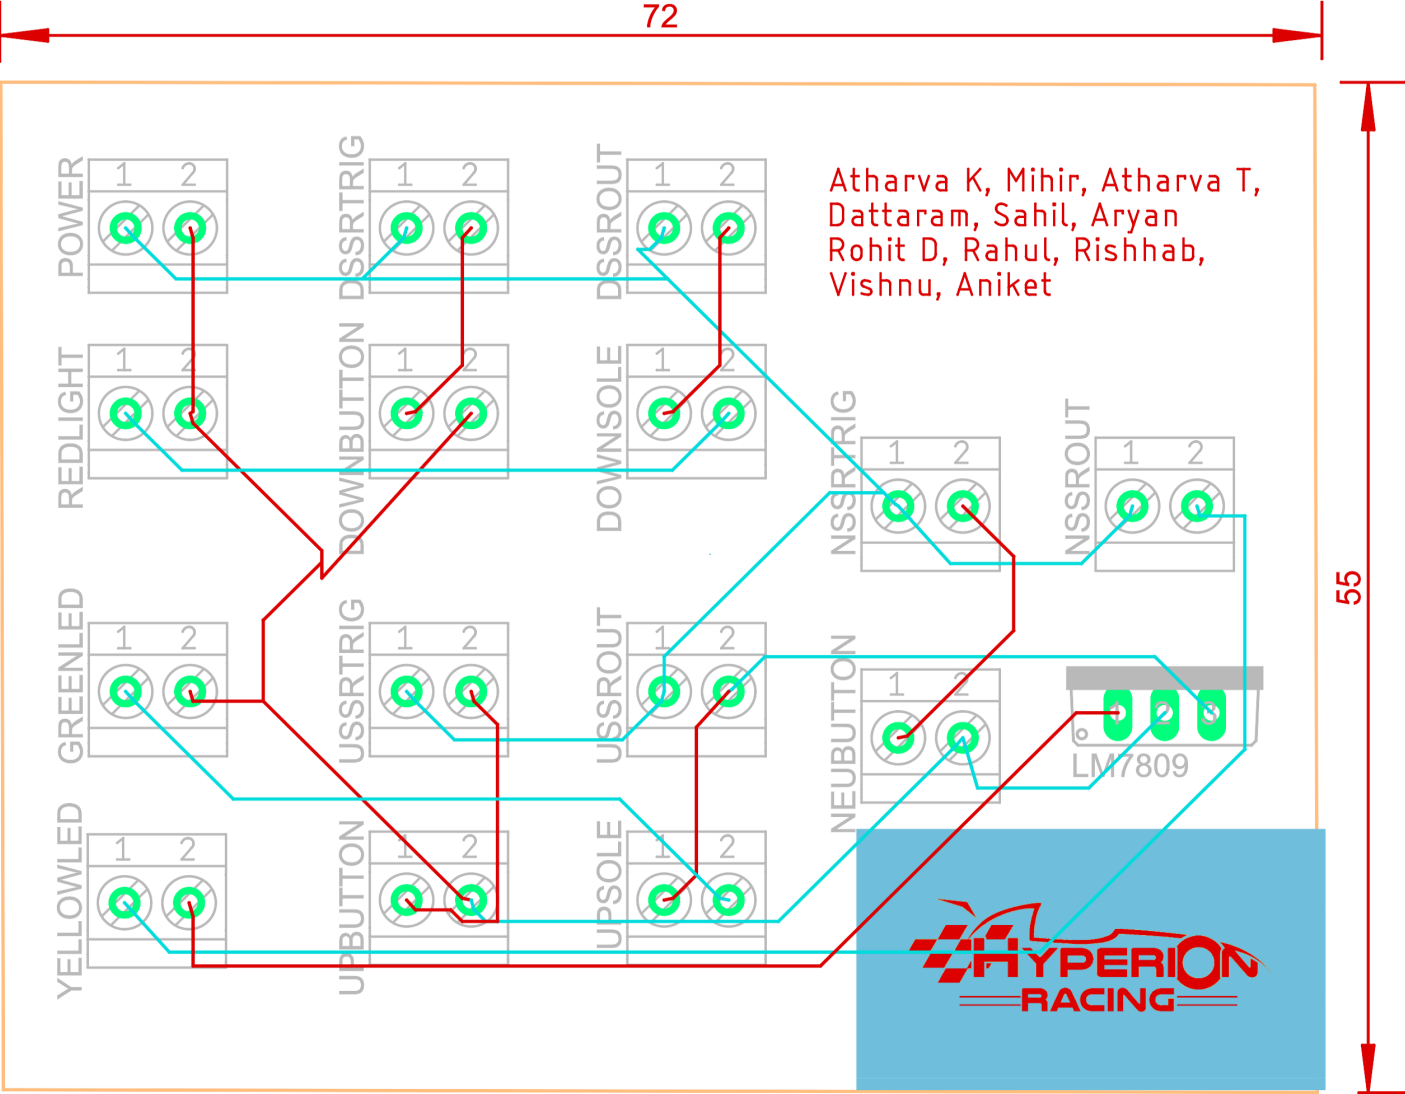 72
POWER
1 2
DSSRTRIG
1 2
DSSROUT
1 2
Atharva K, Mihir, Atharva T,
Dattaram, Sahil, Aryan
Rohit D, Rahul, Rishhab,
Vishnu, Aniket
REDLIGHT
1 2
DOWNBUTTON
1 2
DOWNSOLE
1 2
NSSRTRIG
1 2
NSSROUT
1 2
55
GREENLED
1 2
USSRTRIG
1 2
USSROUT
1 2
NEUBUTTON
1 2
1 2 3
LM7809
YELLOWLED
1 2
UPBUTTON
1 2
UPSOLE
1 2
HYPERION
RACING